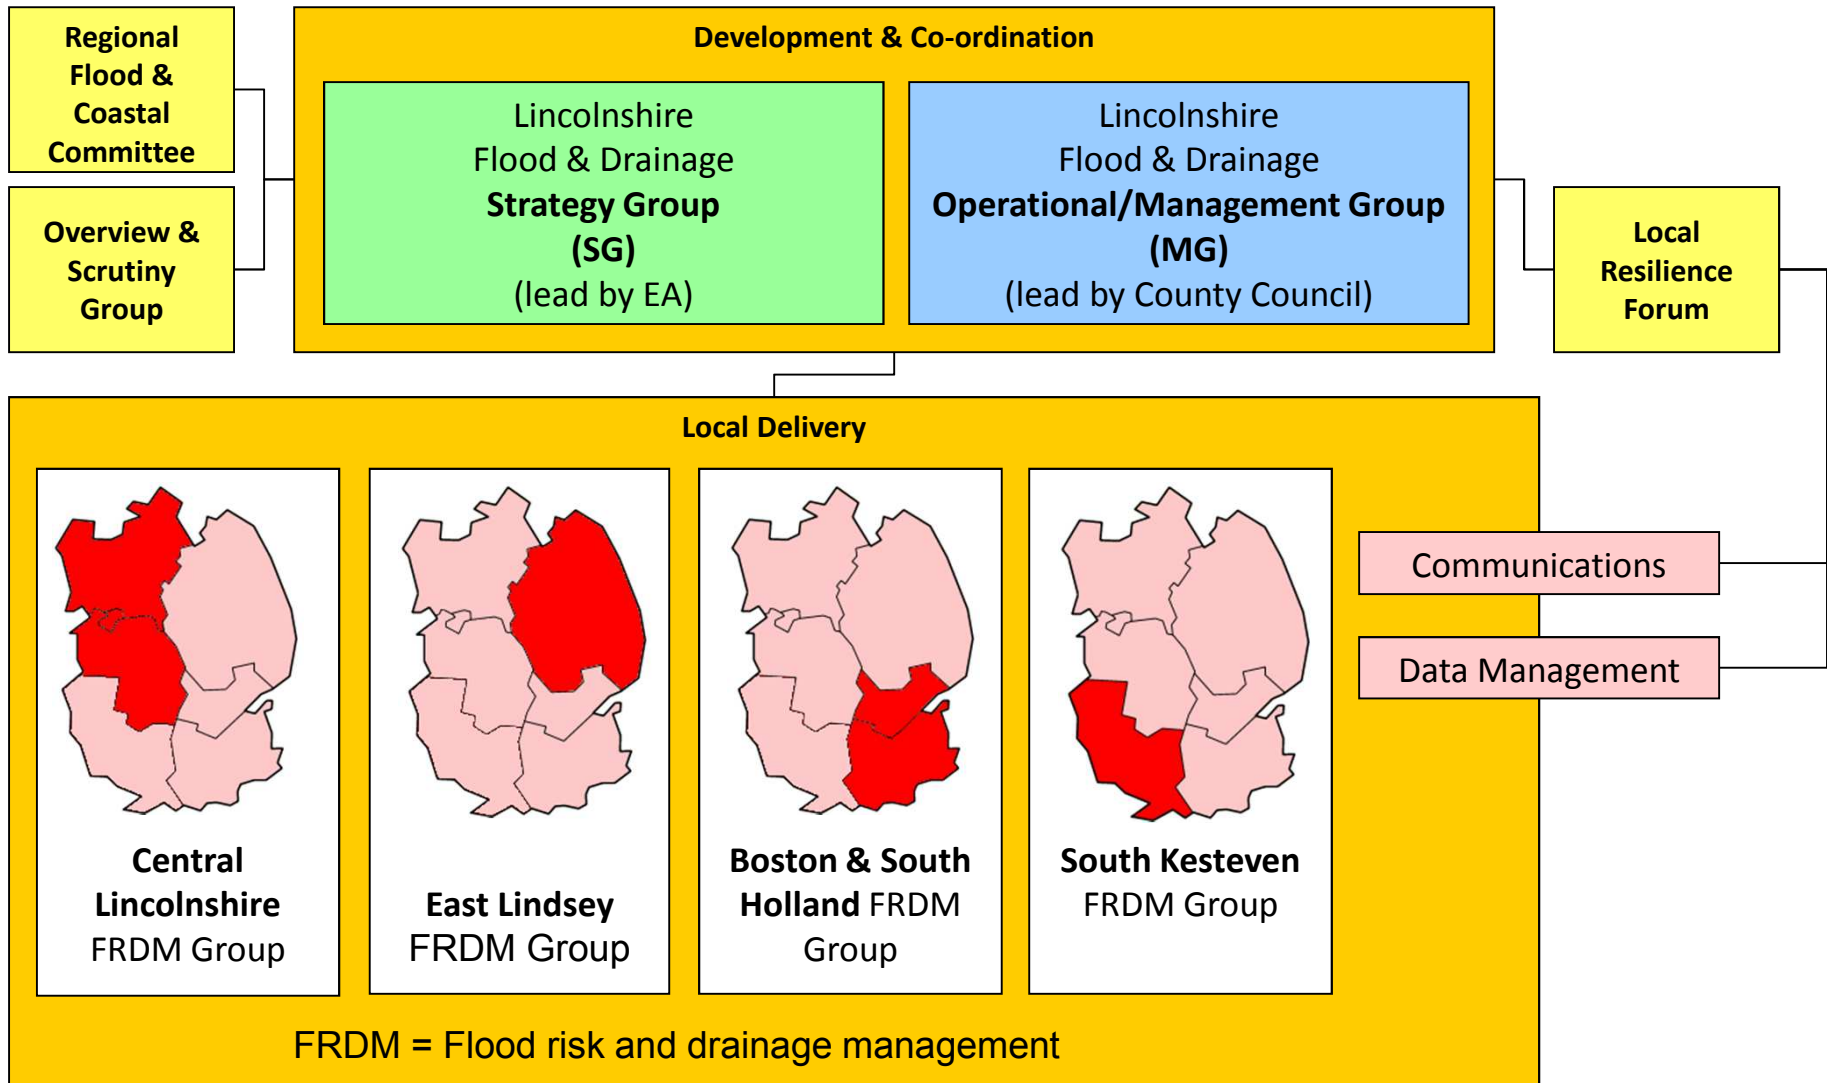 Regional
Flood &
Coastal
Committee
Overview &
Scrutiny
Group
Development & Co-ordination
Lincolnshire
Flood & Drainage
Strategy Group
(SG)
(lead by EA)
Lincolnshire
Flood & Drainage
Operational/Management Group
(MG)
(lead by County Council)
Local
Resilience
Forum
Local Delivery
Central
Lincolnshire
FRDM Group
East Lindsey
FRDM Group
Boston & South
Holland FRDM
Group
South Kesteven
FRDM Group
Communications
Data Management
FRDM = Flood risk and drainage management